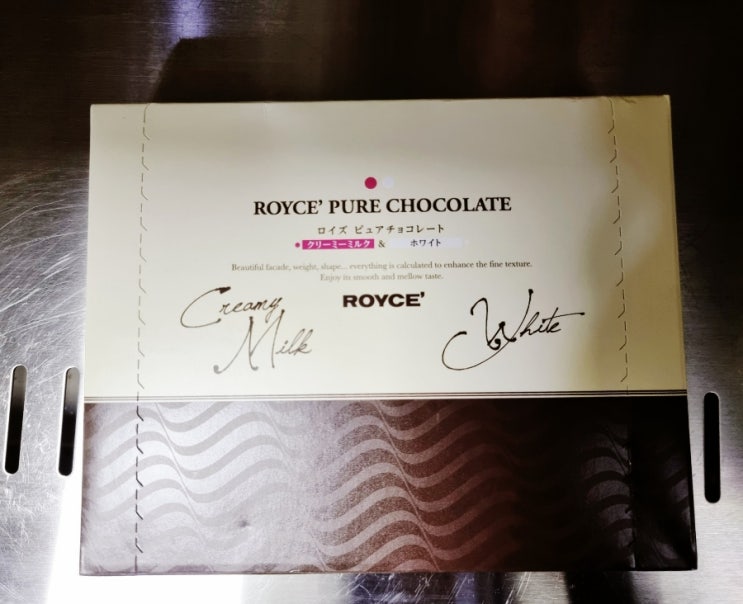 ROYCE' PURE CHOCOLATE
ロイズ ピュアチョコレート
クリーミーミルク & ホワイト
Beautiful facade, weight, shape... everything is calculated to enhance the fine texture.
Enjoy its smooth and mellow taste.
ROYCE'
Creamy
Milk
White